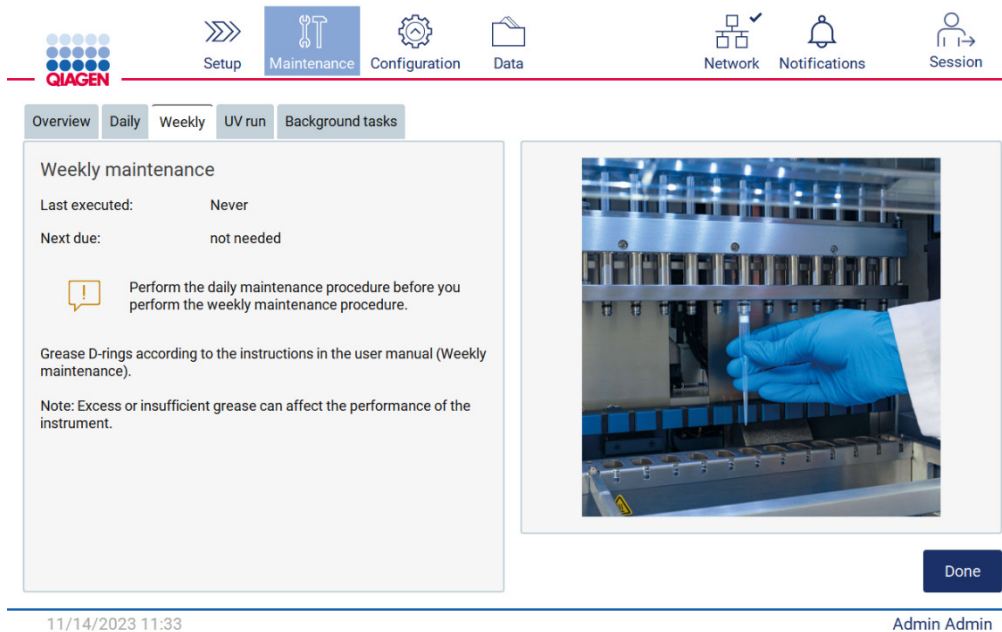 QIAGEN
Setup
Maintenance
Configuration
Data
Network
Notifications
Session
Overview
Daily
Weekly
UV run
Background tasks
Weekly maintenance
Last executed: Never
Next due: not needed
Perform the daily maintenance procedure before you
perform the weekly maintenance procedure.
Grease D-rings according to the instructions in the user manual (Weekly
maintenance).
Note: Excess or insufficient grease can affect the performance of the
instrument.
Done
11/14/2023 11:33
Admin Admin